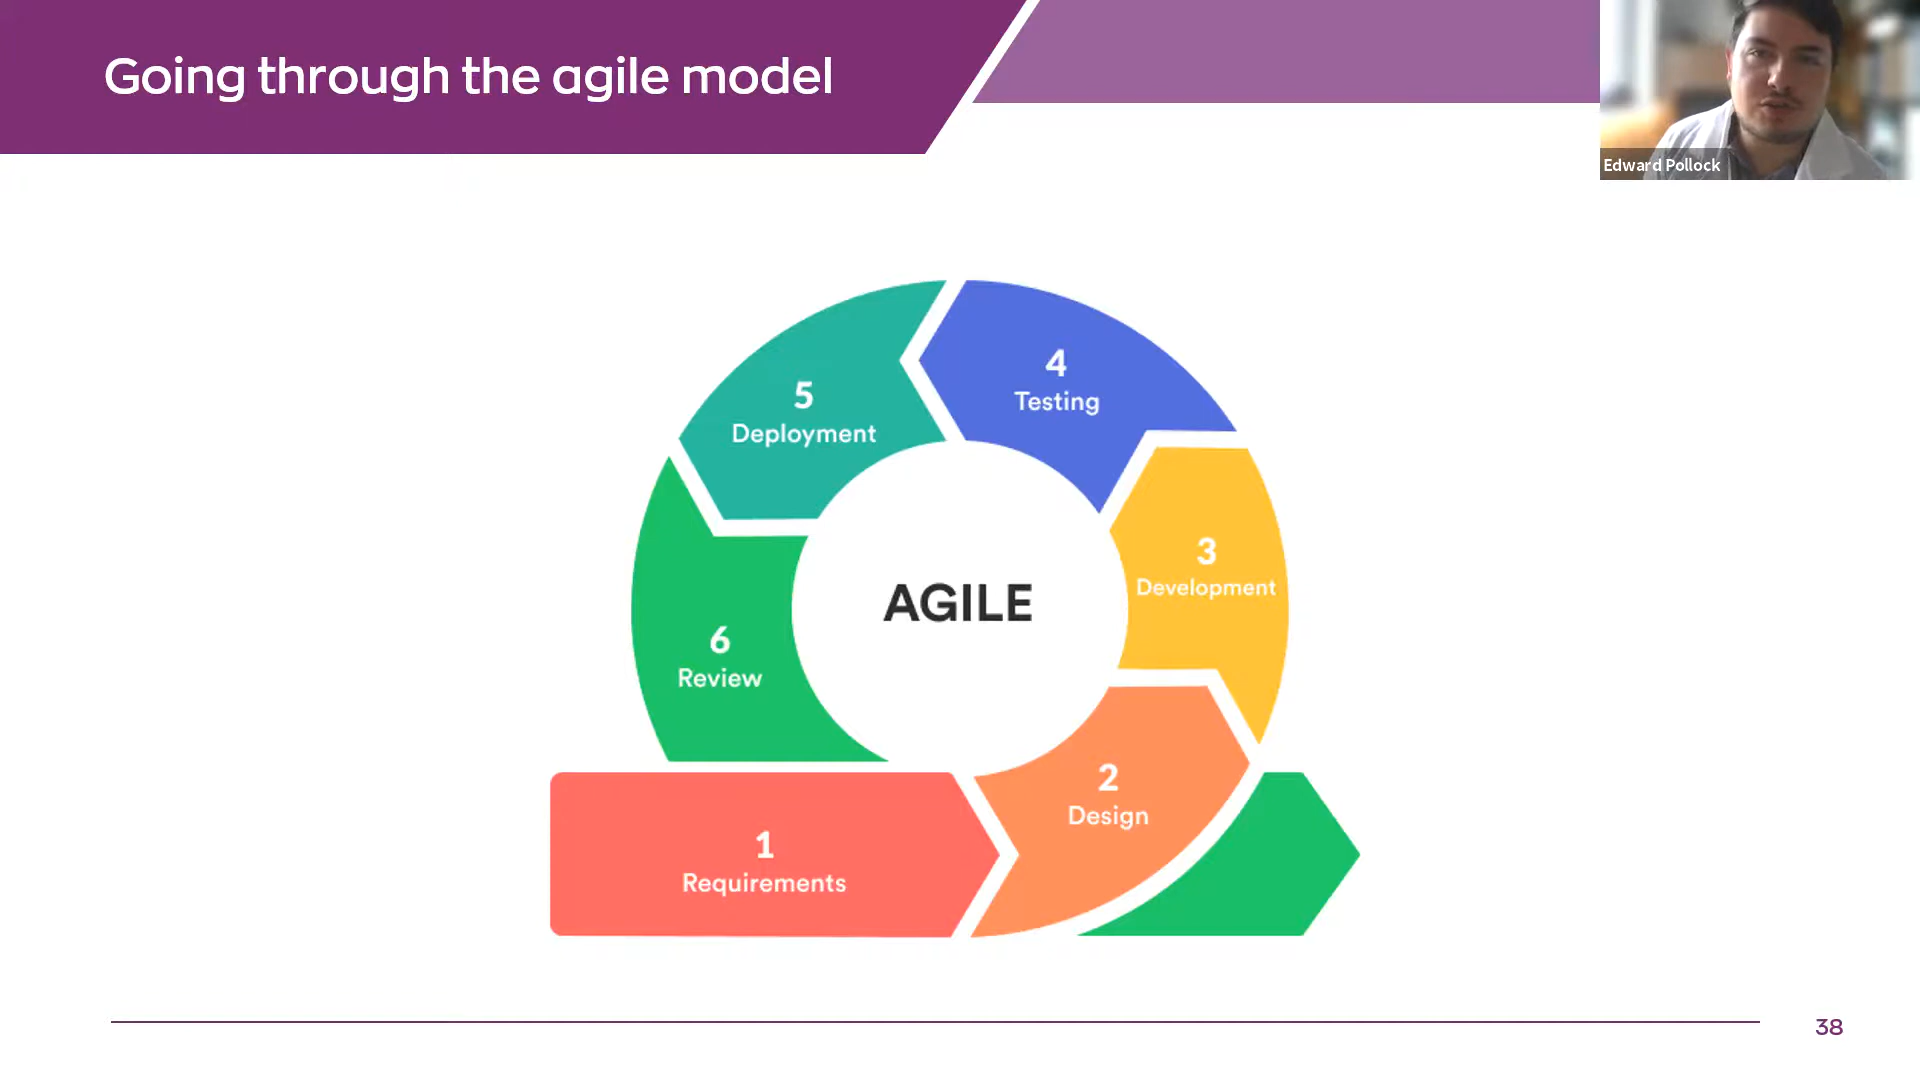 Going through the agile model
Edward Pollock
4
Testing
5
Deployment
3
Development
AGILE
6
Review
2
Design
1
Requirements
38